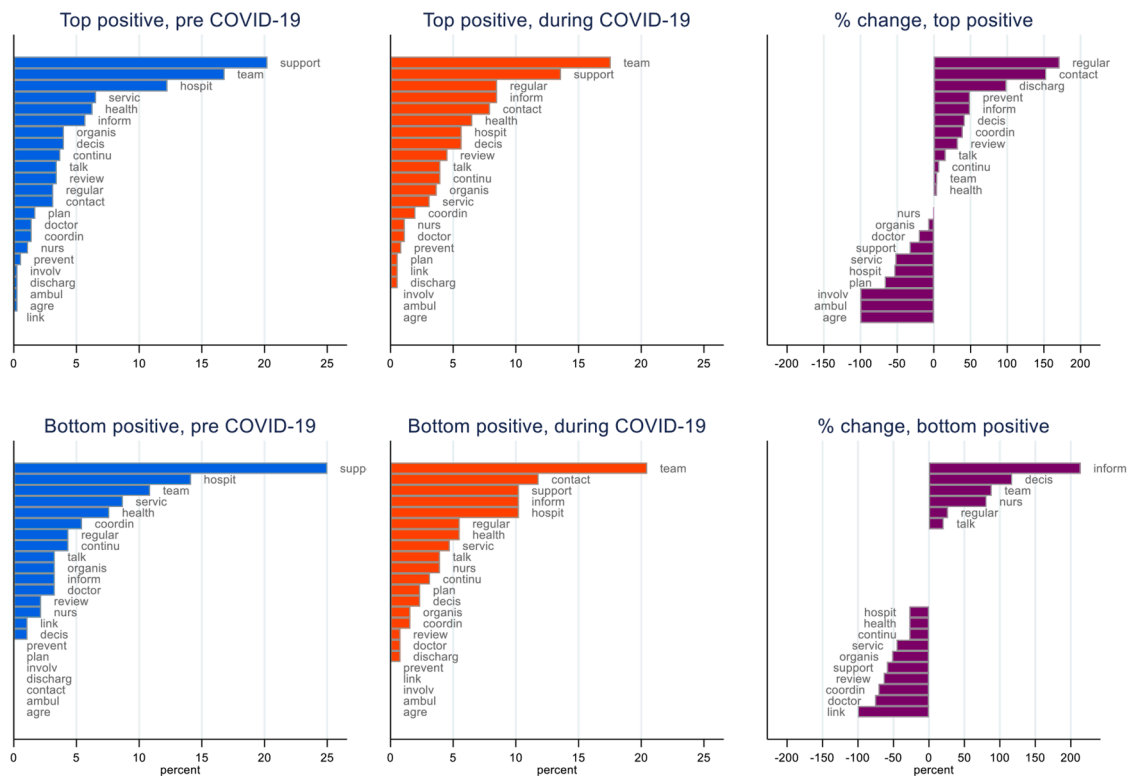 Top positive, pre COVID-19
support
team
hospit
servic
health
inform
organis
decis
continu
talk
review
regular
contact
plan
doctor
coordin
nurs
prevent
involv
discharg
ambul
agre
link
0 5 10 15 20 25
Top positive, during COVID-19
team
support
regular
inform
contact
health
hospit
decis
review
talk
continu
organis
servic
coordin
nurs
doctor
prevent
plan
link
discharg
involv
ambul
agre
0 5 10 15 20 25
% change, top positive
regular
contact
discharg
prevent
inform
decis
coordin
review
talk
continu
team
health
nurs
organis
doctor
support
servic
hospit
plan
involv
ambul
agre
-200 -150 -100 -50 0 50 100 150 200
Bottom positive, pre COVID-19
supp
hospit
team
servic
health
coordin
regular
continu
talk
organis
inform
doctor
review
nurs
link
decis
prevent
plan
involv
discharg
contact
ambul
agre
0 5 10 15 20 25
percent
Bottom positive, during COVID-19
team
contact
support
inform
hospit
regular
health
servic
talk
nurs
continu
plan
decis
organis
coordin
review
doctor
discharg
prevent
link
involv
ambul
agre
0 5 10 15 20 25
percent
% change, bottom positive
inform
decis
team
nurs
regular
talk
hospit
health
continu
servic
organis
support
review
coordin
doctor
link
-200 -150 -100 -50 0 50 100 150 200
percent